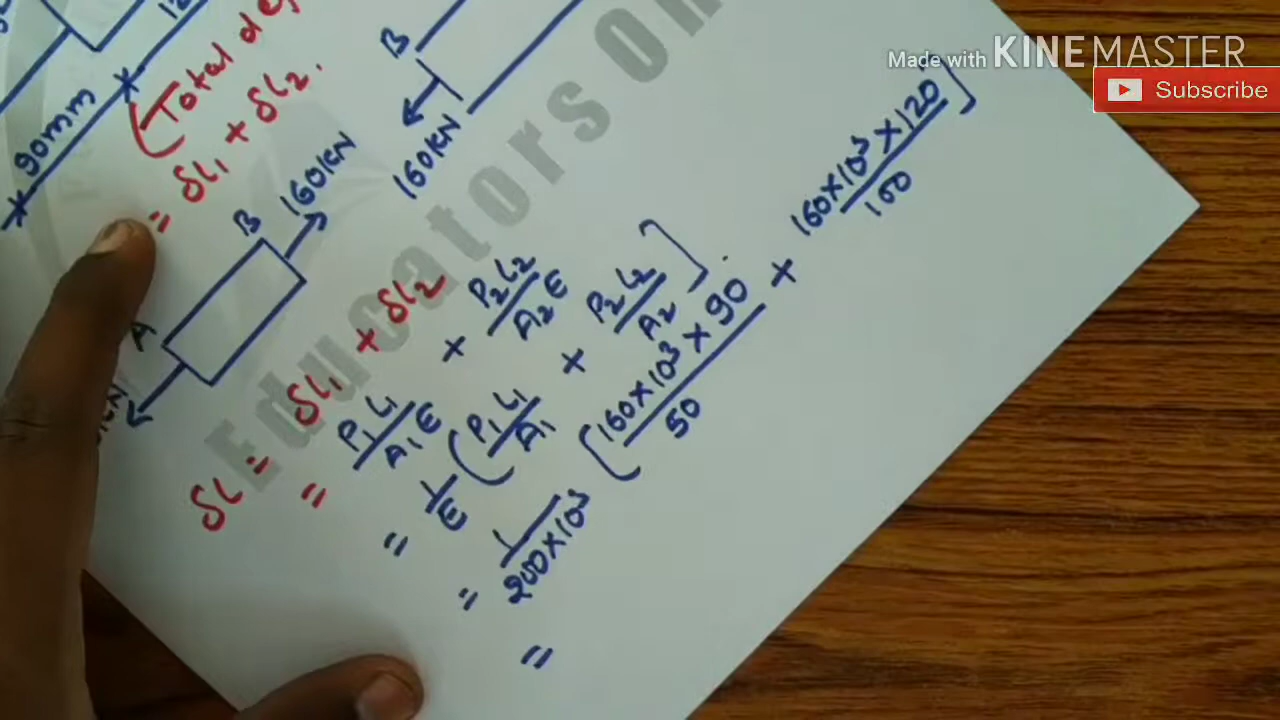 Made with KINEMASTER
Subscribe
90mm
(Total de
= δL1 + δL2.
B
160KN
B
160KN
A
Educators
δL = δL1 + δL2
= P1L1/A1E + P2L2/A2E
= 1/E (P1L1/A1 + P2L2/A2].
= 1/200×10³ [160×10³×90/50 + 160×10³×120/100]
=